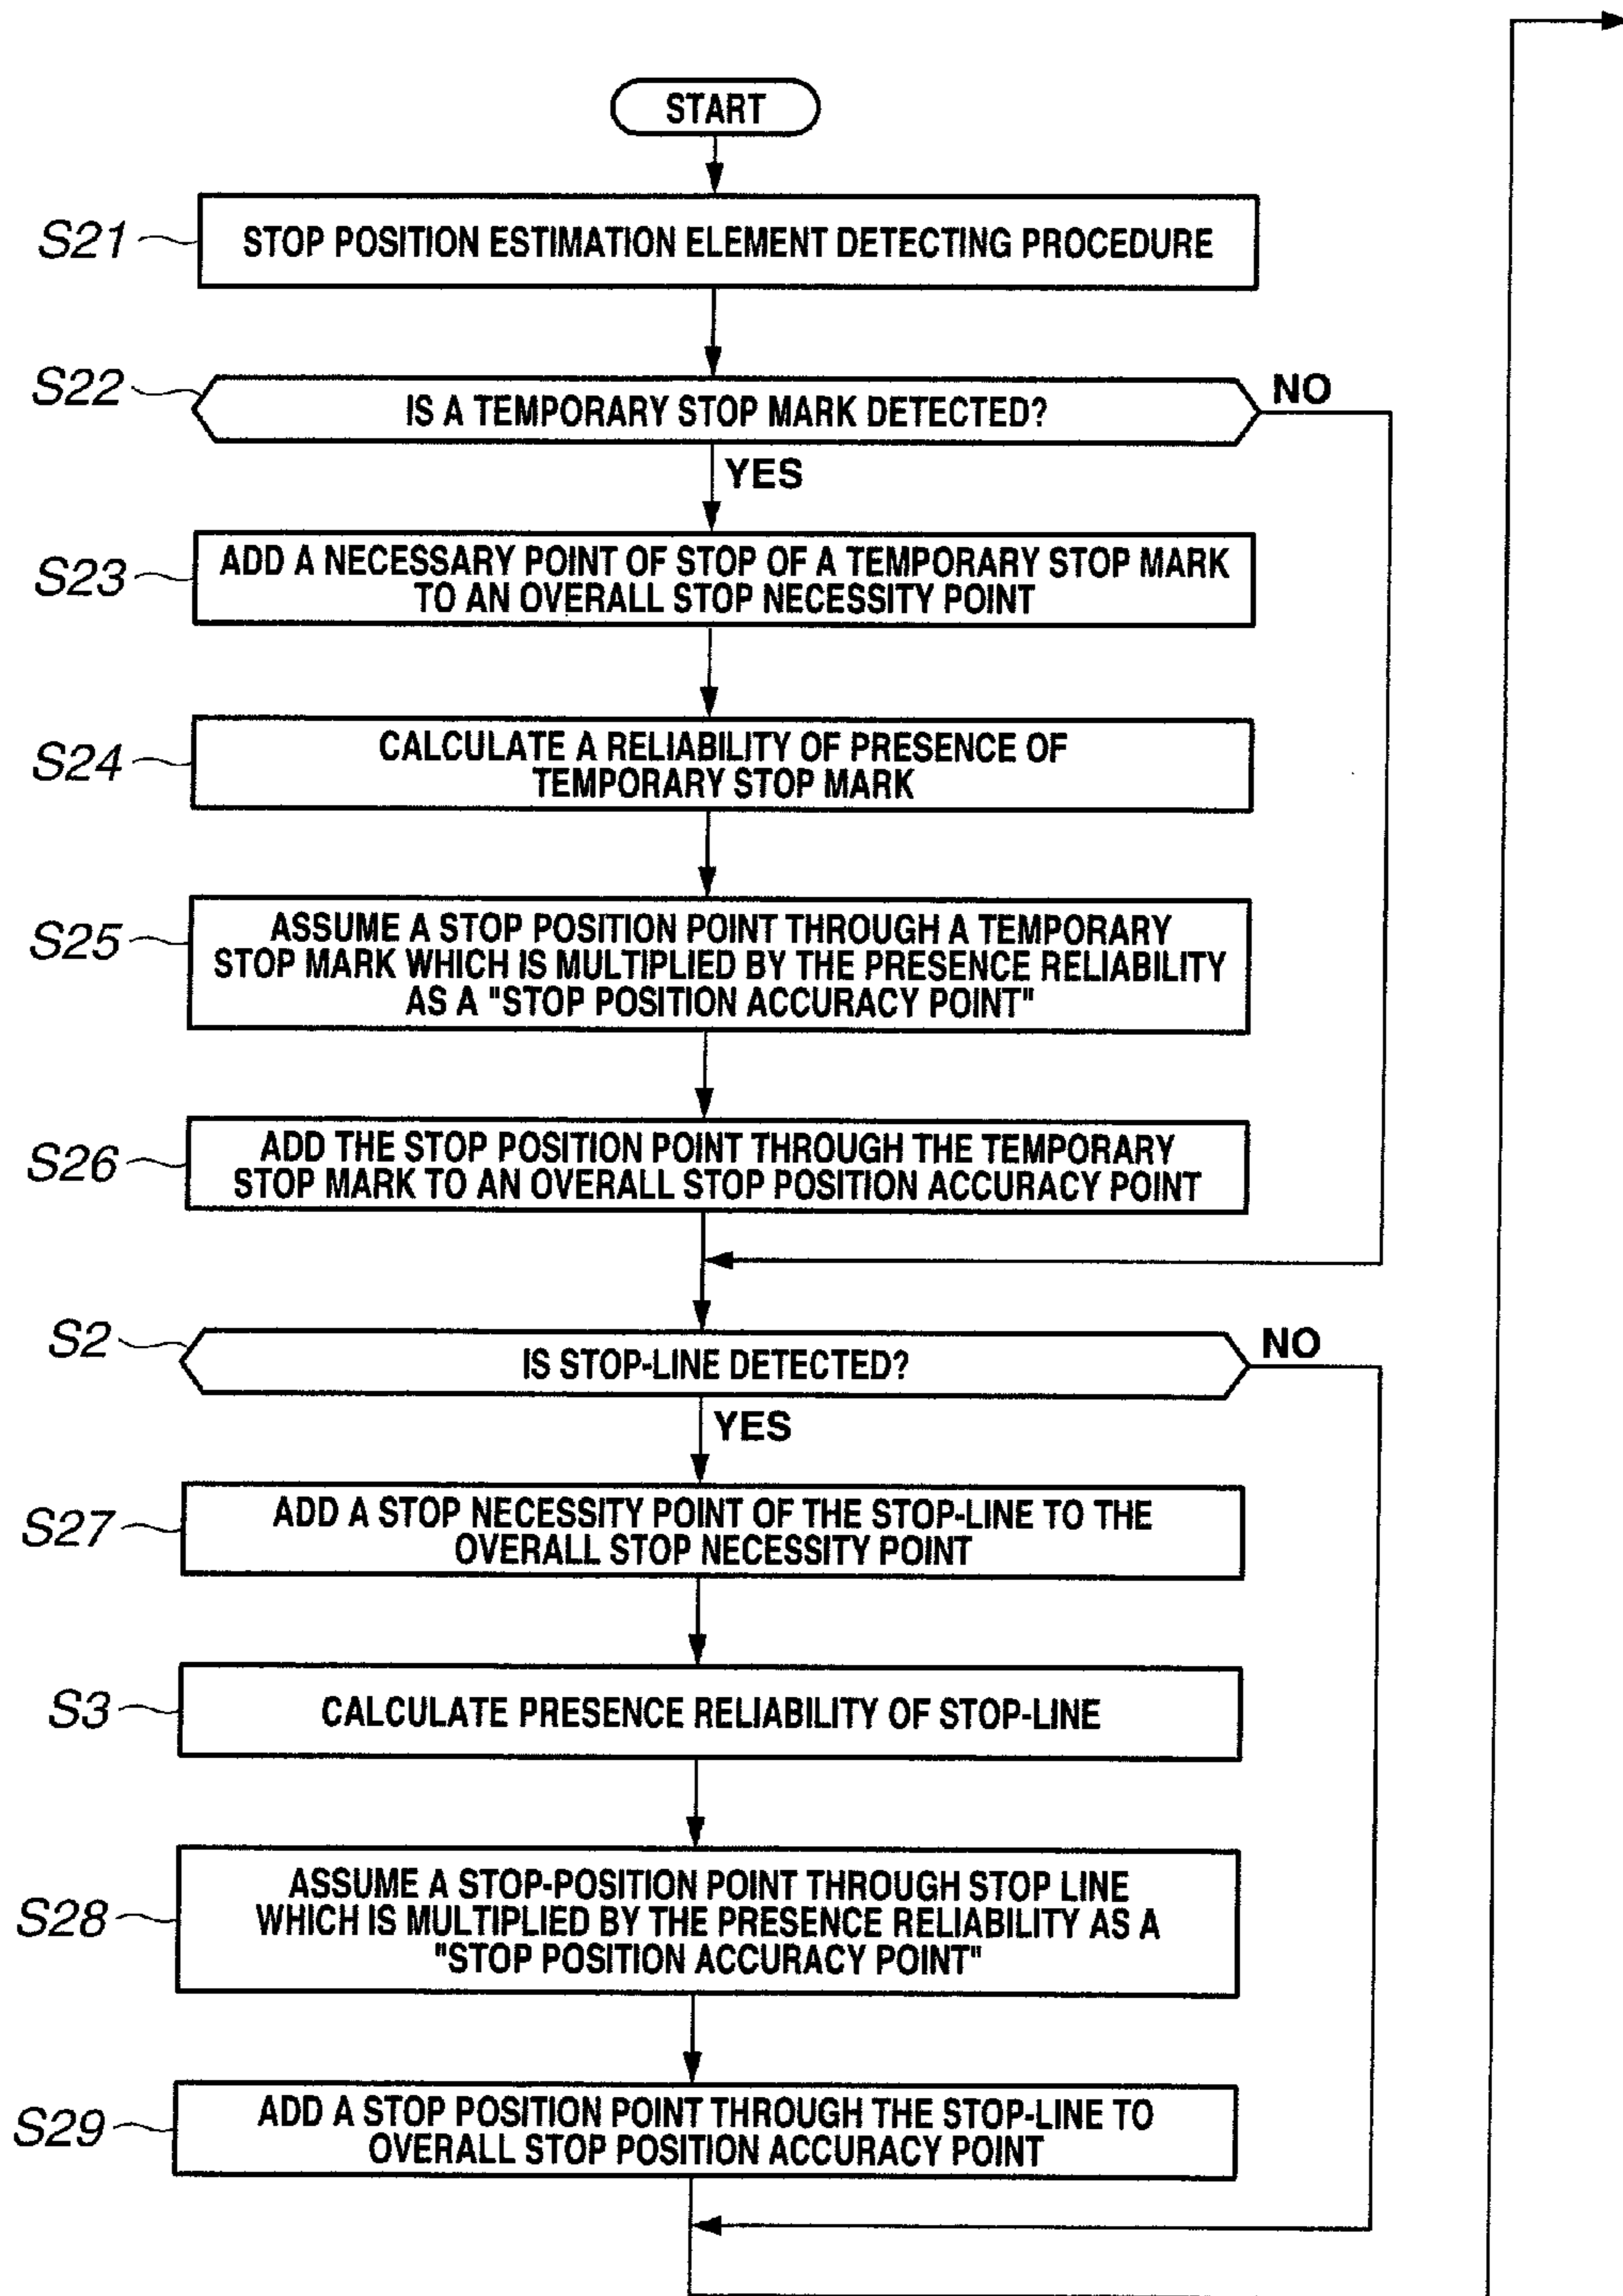 START
S21
STOP POSITION ESTIMATION ELEMENT DETECTING PROCEDURE
S22
IS A TEMPORARY STOP MARK DETECTED?
NO
YES
S23
ADD A NECESSARY POINT OF STOP OF A TEMPORARY STOP MARK
TO AN OVERALL STOP NECESSITY POINT
S24
CALCULATE A RELIABILITY OF PRESENCE OF
TEMPORARY STOP MARK
S25
ASSUME A STOP POSITION POINT THROUGH A TEMPORARY
STOP MARK WHICH IS MULTIPLIED BY THE PRESENCE RELIABILITY
AS A "STOP POSITION ACCURACY POINT"
S26
ADD THE STOP POSITION POINT THROUGH THE TEMPORARY
STOP MARK TO AN OVERALL STOP POSITION ACCURACY POINT
S2
IS STOP-LINE DETECTED?
NO
YES
S27
ADD A STOP NECESSITY POINT OF THE STOP-LINE TO THE
OVERALL STOP NECESSITY POINT
S3
CALCULATE PRESENCE RELIABILITY OF STOP-LINE
S28
ASSUME A STOP-POSITION POINT THROUGH STOP LINE
WHICH IS MULTIPLIED BY THE PRESENCE RELIABILITY AS A
"STOP POSITION ACCURACY POINT"
S29
ADD A STOP POSITION POINT THROUGH THE STOP-LINE TO
OVERALL STOP POSITION ACCURACY POINT